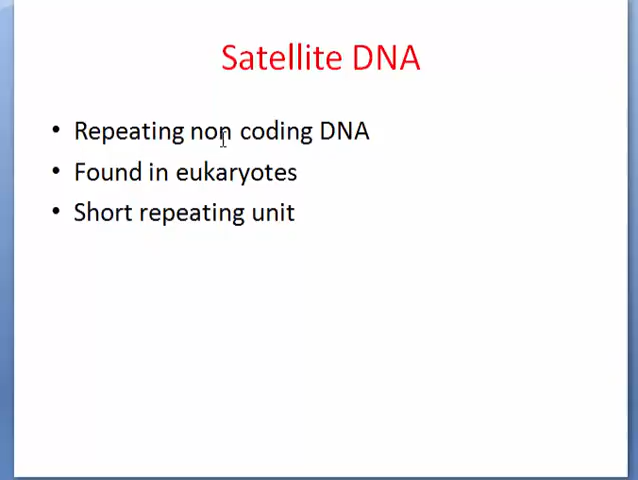 Satellite DNA
• Repeating non coding DNA
• Found in eukaryotes
• Short repeating unit